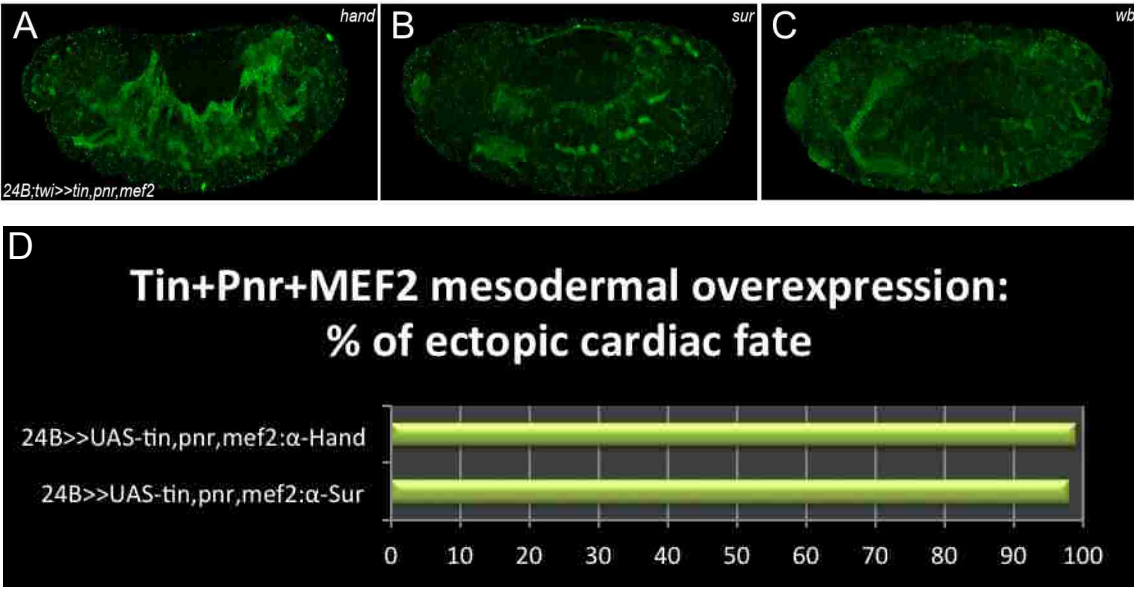 A
hand
24B;twi>>tin,pnr,mef2
B
sur
C
wb
D
Tin+Pnr+MEF2 mesodermal overexpression:
% of ectopic cardiac fate
24B>>UAS-tin,pnr,mef2:α-Hand
24B>>UAS-tin,pnr,mef2:α-Sur
0 10 20 30 40 50 60 70 80 90 100